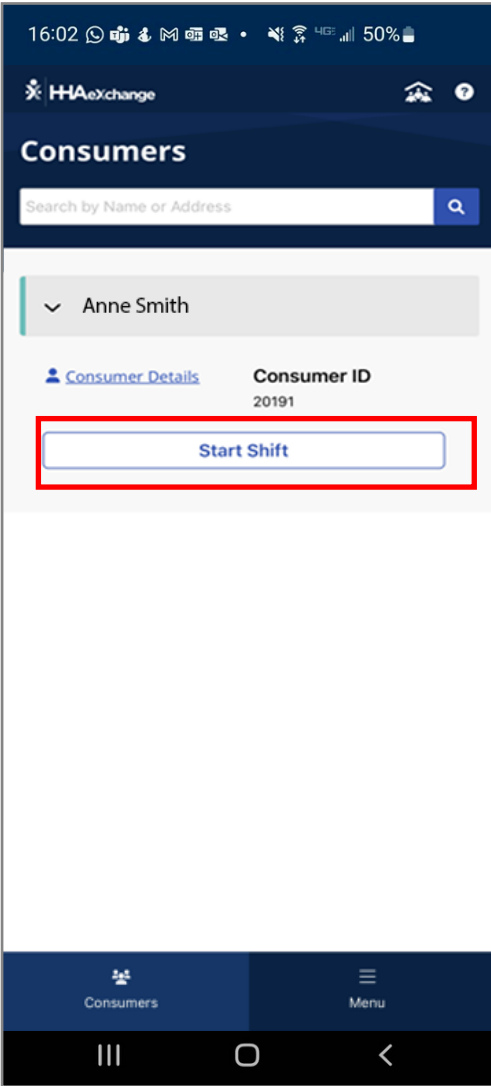 16:02 4GE 50%
HHAeXchange
Consumers
Search by Name or Address
Anne Smith
Consumer Details
Consumer ID
20191
Start Shift
Consumers
Menu